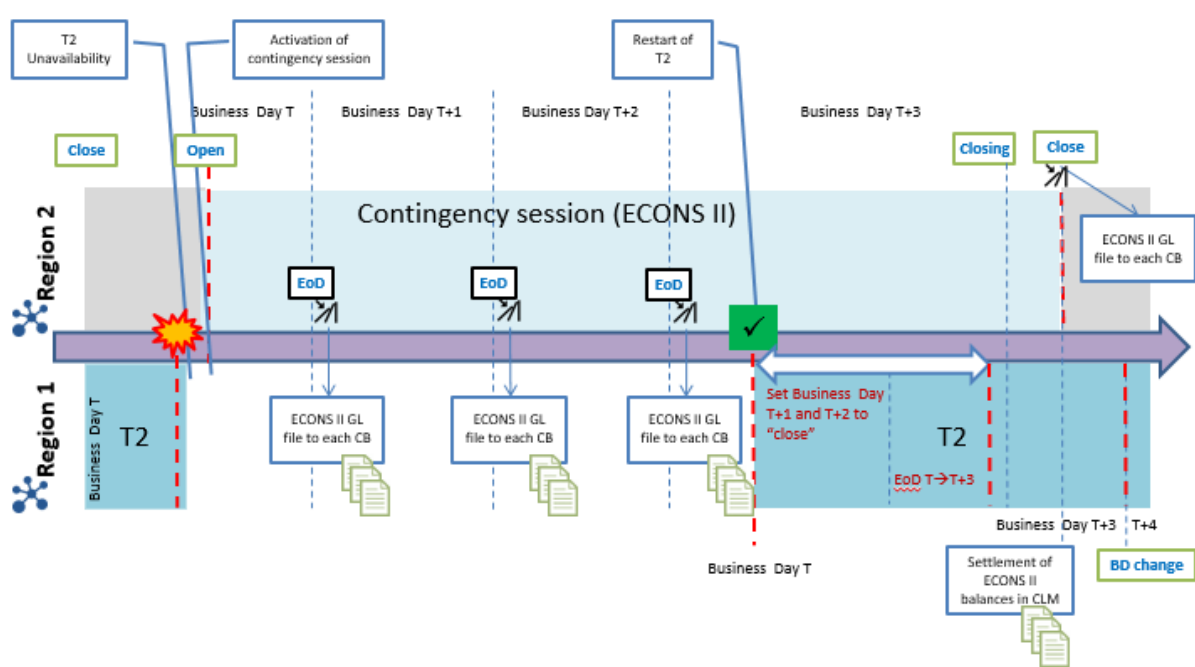 T2
Unavailability
Activation of
contingency session
Restart of
T2
Business Day T
Business Day T+1
Business Day T+2
Business Day T+3
Close
Open
Closing
Close
Region 2
Contingency session (ECONS II)
ECONS II GL
file to each CB
EoD
EoD
EoD
✓
Region 1
Business Day T
T2
ECONS II GL
file to each CB
ECONS II GL
file to each CB
ECONS II GL
file to each CB
Set Business Day
T+1 and T+2 to
“close”
T2
EoD T→T+3
Business Day T+3
T+4
Business Day T
Settlement of
ECONS II
balances in CLM
BD change